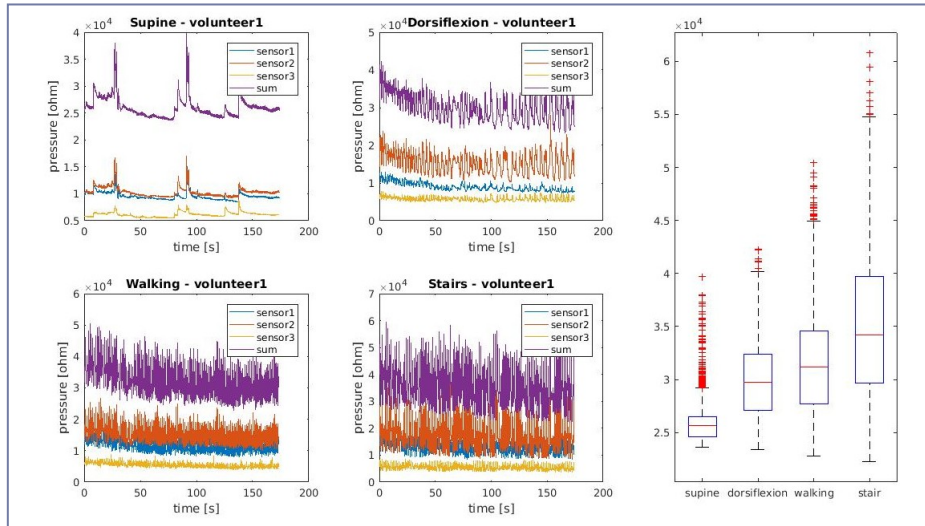 Supine - volunteer1
×10⁴
4
3.5
3
2.5
2
1.5
1
0.5
pressure [ohm]
0
50
100
150
200
time [s]
sensor1
sensor2
sensor3
sum
Dorsiflexion - volunteer1
×10⁴
5
4
3
2
1
0
pressure [ohm]
0
50
100
150
200
time [s]
sensor1
sensor2
sensor3
sum
×10⁴
6
5.5
5
4.5
4
3.5
3
2.5
supine
dorsiflexion
walking
stair
Walking - volunteer1
×10⁴
6
5
4
3
2
1
0
pressure [ohm]
0
50
100
150
200
time [s]
sensor1
sensor2
sensor3
sum
Stairs - volunteer1
×10⁴
7
6
5
4
3
2
1
0
pressure [ohm]
0
50
100
150
200
time [s]
sensor1
sensor2
sensor3
sum